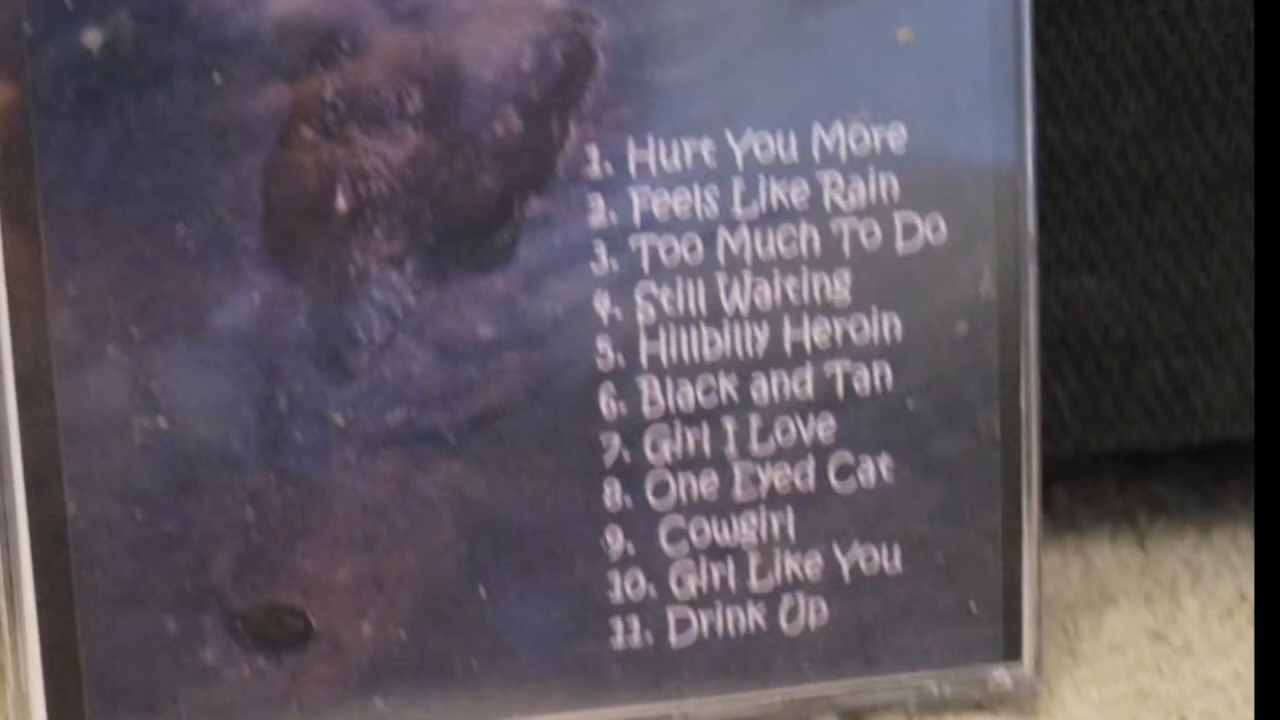 1. Hurt You More
2. Feels Like Rain
3. Too Much To Do
4. Still Waiting
5. Hillbilly Heroin
6. Black and Tan
7. Girl I Love
8. One Eyed Cat
9. Cowgirl
10. Girl Like You
11. Drink Up